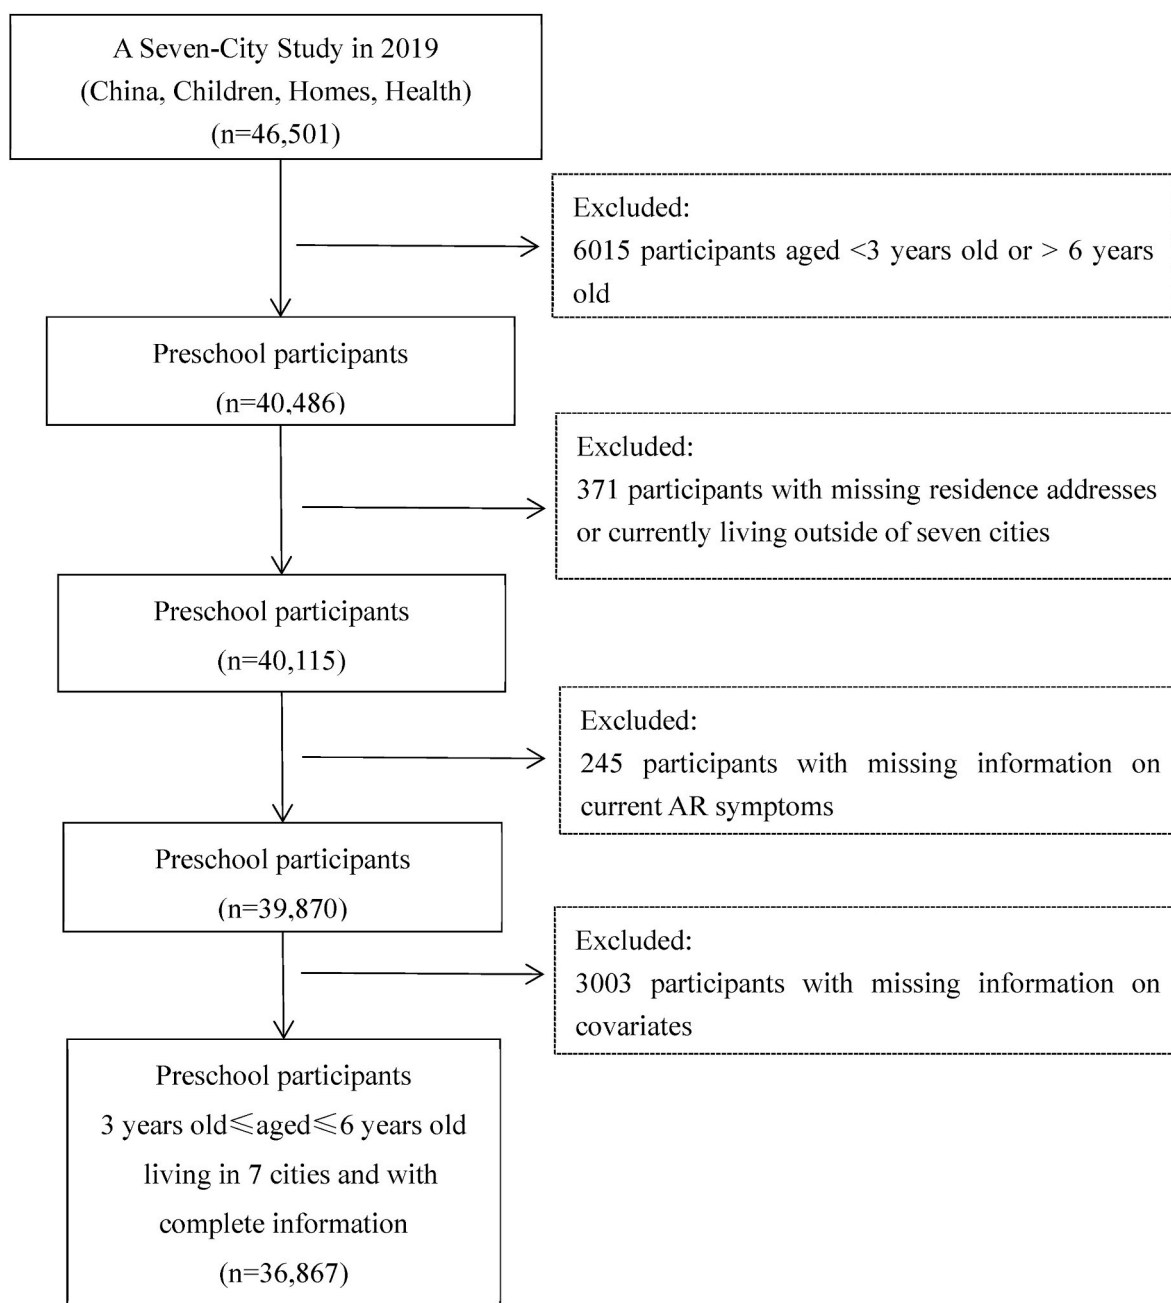 A Seven-City Study in 2019
(China, Children, Homes, Health)
(n=46,501)
Excluded:
6015 participants aged <3 years old or > 6 years
old
Preschool participants
(n=40,486)
Excluded:
371 participants with missing residence addresses
or currently living outside of seven cities
Preschool participants
(n=40,115)
Excluded:
245 participants with missing information on
current AR symptoms
Preschool participants
(n=39,870)
Excluded:
3003 participants with missing information on
covariates
Preschool participants
3 years old≤aged≤6 years old
living in 7 cities and with
complete information
(n=36,867)